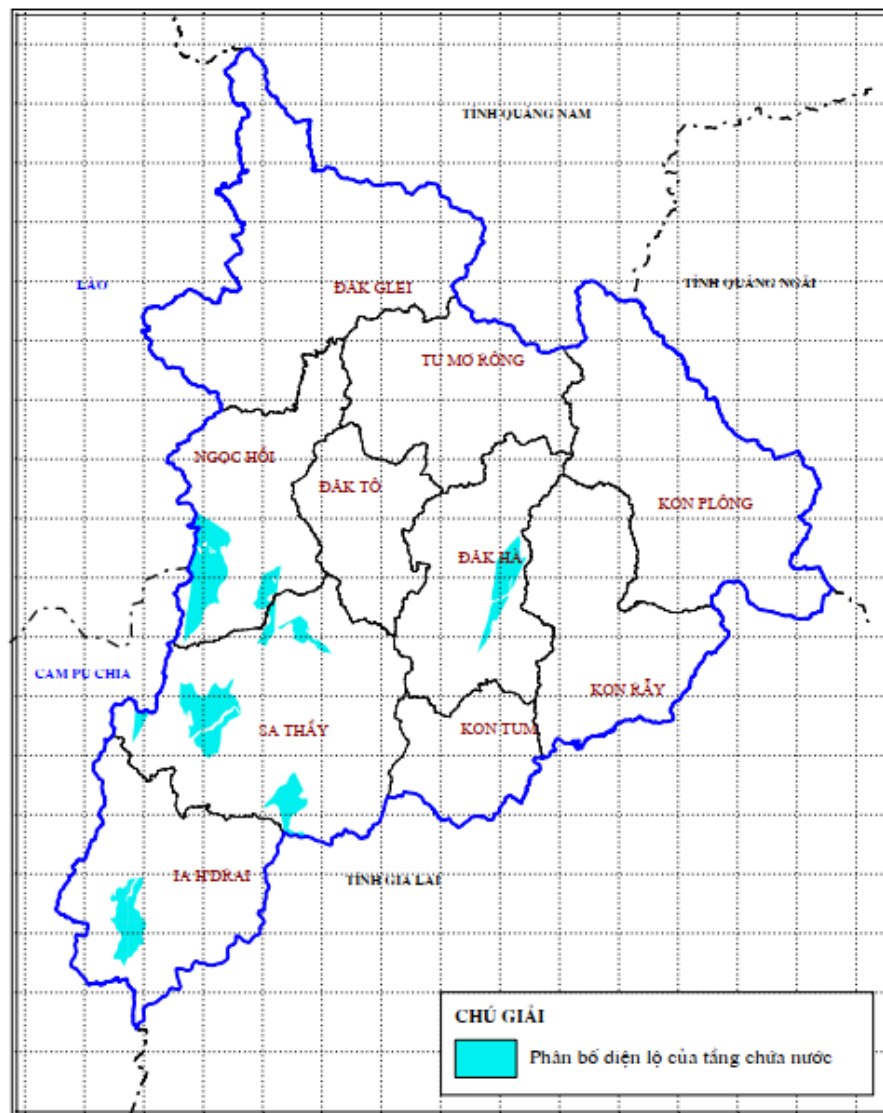 TỈNH QUẢNG NAM
LÀO
TỈNH QUẢNG NGÃI
ĐĂK GLEI
TU MƠ RÔNG
NGỌC HỒI
ĐĂK TÔ
KON PLÔNG
ĐĂK HÀ
CAM PU CHIA
KON RẪY
SA THẦY
KON TUM
IA H'DRAI
TỈNH GIA LAI
CHÚ GIẢI
Phân bố diện lộ của tầng chứa nước